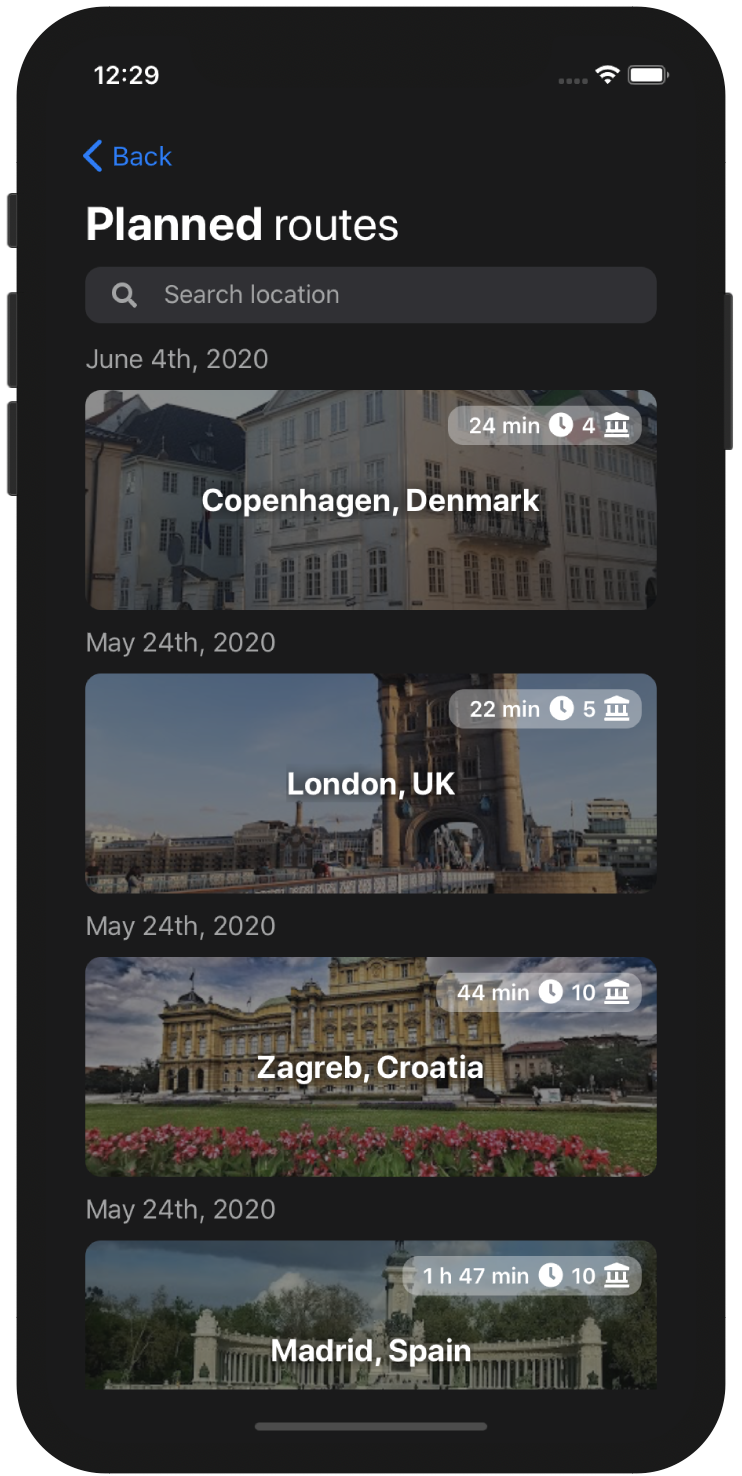 12:29
Back
Planned routes
Search location
June 4th, 2020
24 min 4
Copenhagen, Denmark
May 24th, 2020
22 min 5
London, UK
May 24th, 2020
44 min 10
Zagreb, Croatia
May 24th, 2020
1 h 47 min 10
Madrid, Spain